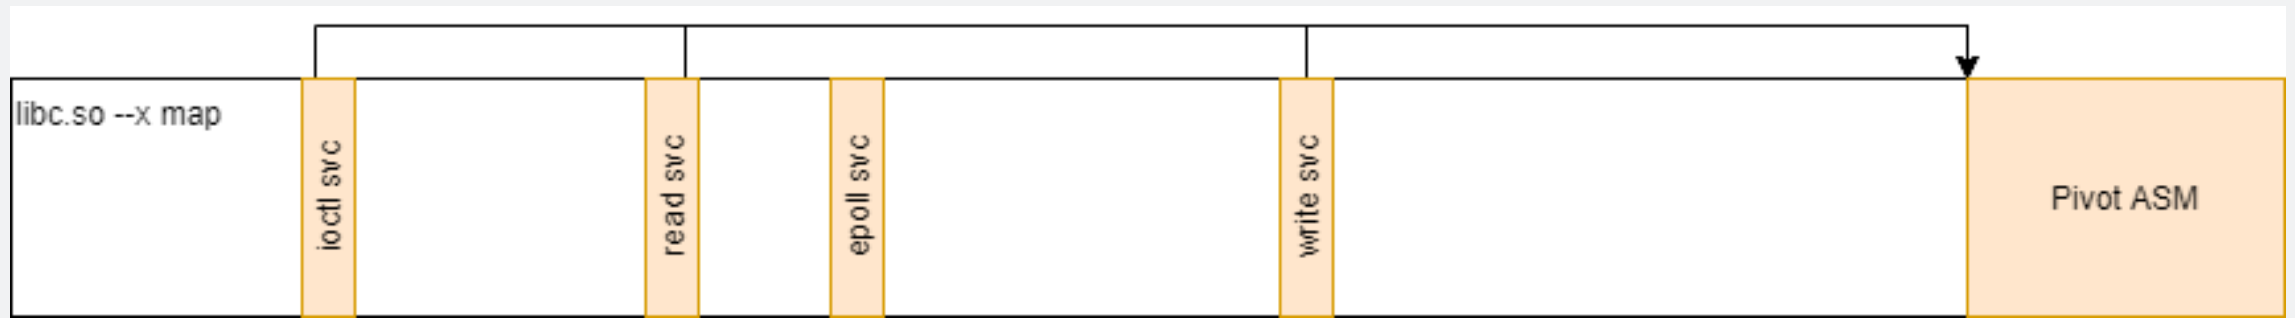 libc.so --x map
ioctl svc
read svc
epoll svc
write svc
Pivot ASM